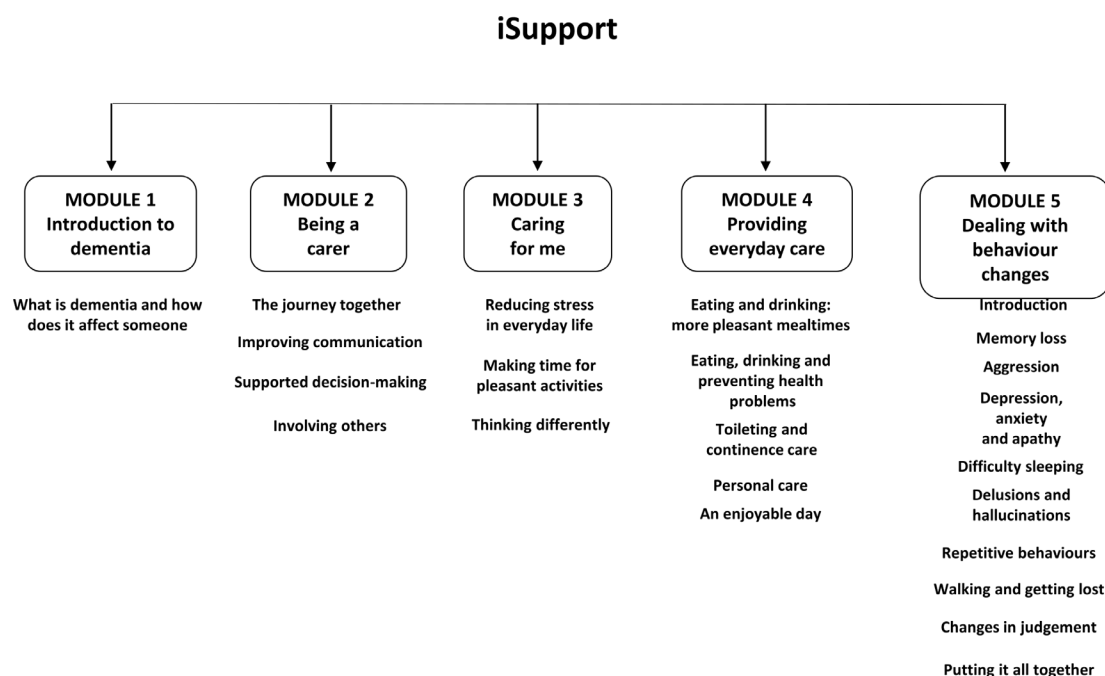 iSupport
MODULE 1
Introduction to
dementia
What is dementia and how
does it affect someone
MODULE 2
Being a
carer
The journey together
Improving communication
Supported decision-making
Involving others
MODULE 3
Caring
for me
Reducing stress
in everyday life
Making time for
pleasant activities
Thinking differently
MODULE 4
Providing
everyday care
Eating and drinking:
more pleasant mealtimes
Eating, drinking and
preventing health
problems
Toileting and
continence care
Personal care
An enjoyable day
MODULE 5
Dealing with
behaviour
changes
Introduction
Memory loss
Aggression
Depression,
anxiety
and apathy
Difficulty sleeping
Delusions and
hallucinations
Repetitive behaviours
Walking and getting lost
Changes in judgement
Putting it all together